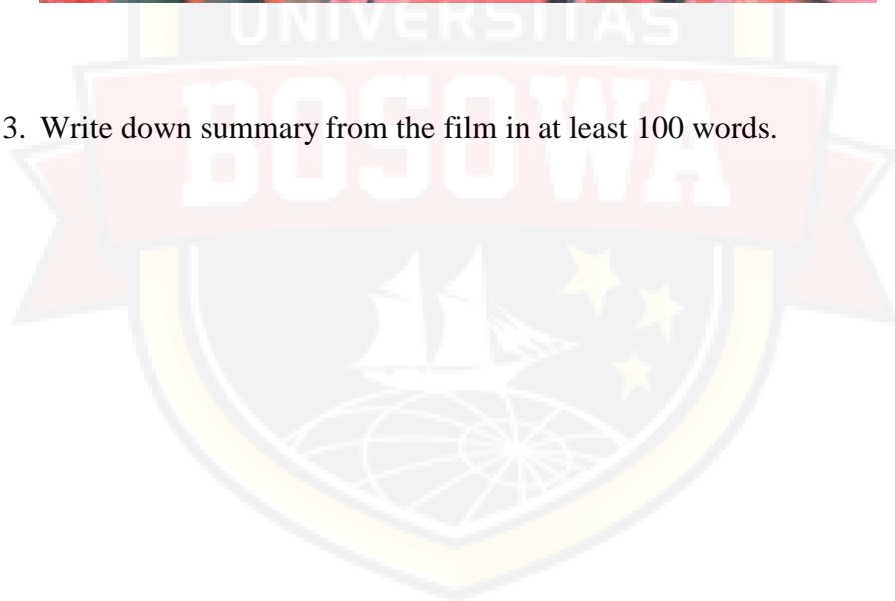 UNIVERSITAS
BOSOWA
3. Write down summary from the film in at least 100 words.